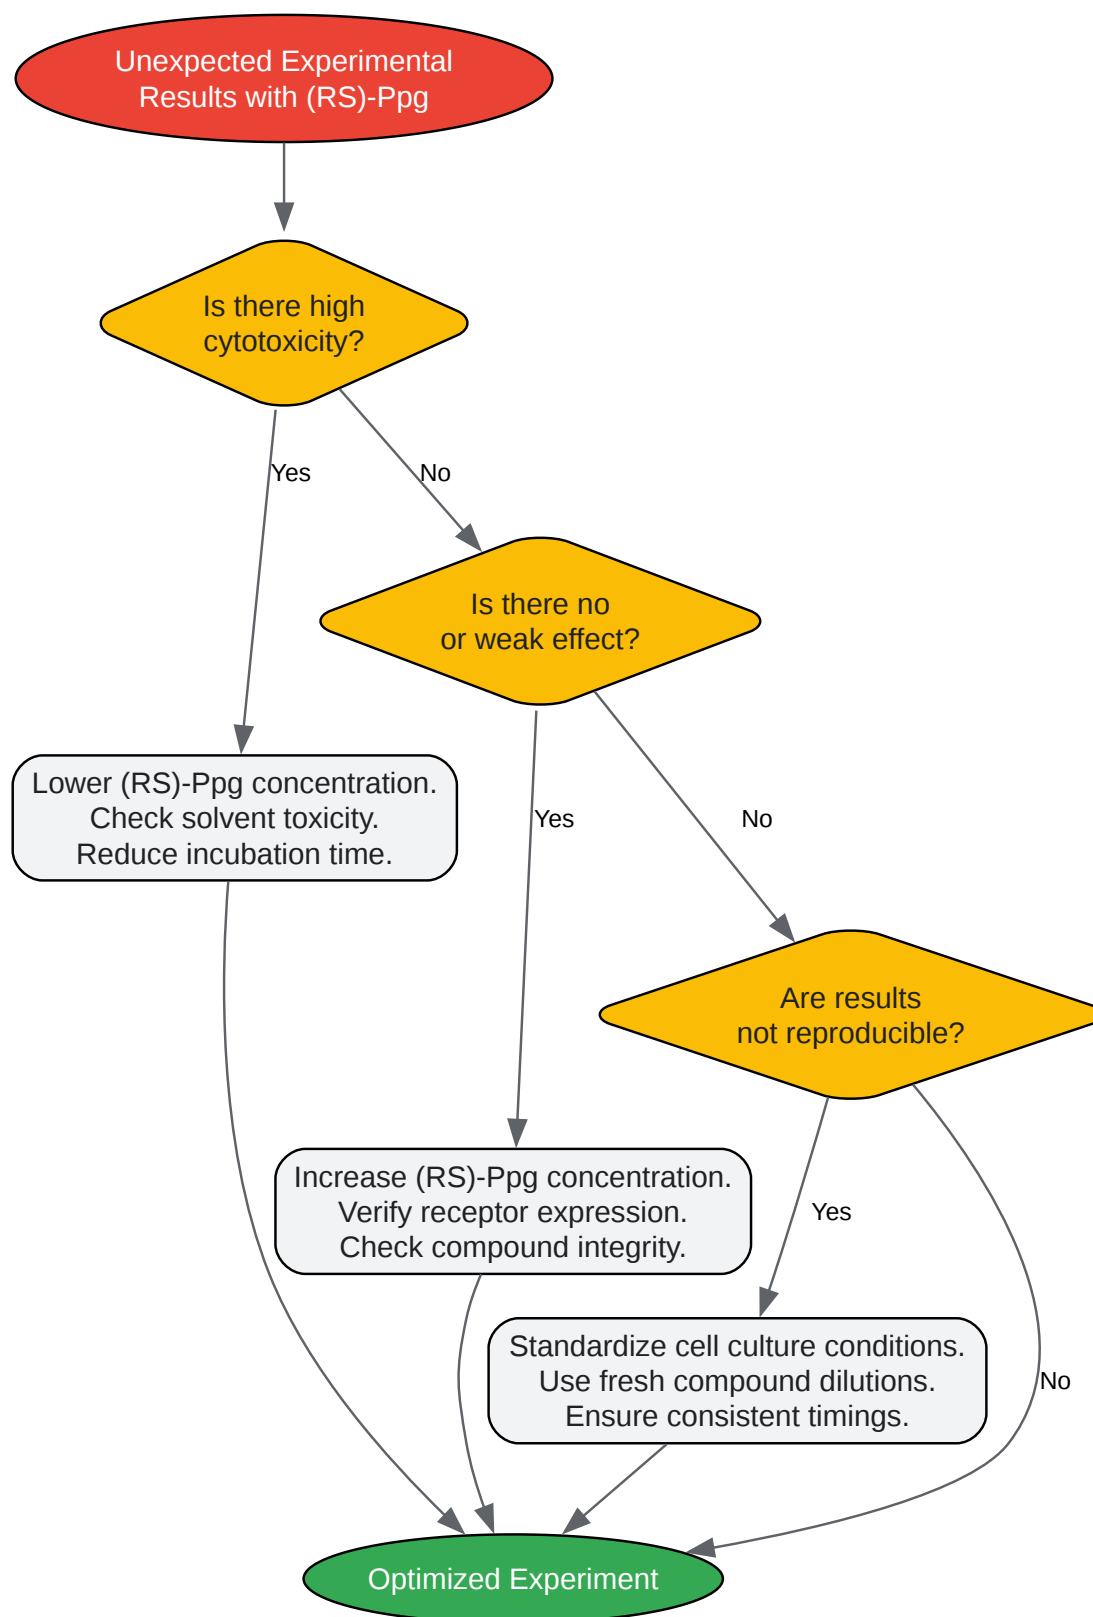 Unexpected Experimental
Results with (RS)-Ppg
Is there high
cytotoxicity?
Yes
No
Is there no
or weak effect?
Lower (RS)-Ppg concentration.
Check solvent toxicity.
Reduce incubation time.
Yes
No
Are results
not reproducible?
Increase (RS)-Ppg concentration.
Verify receptor expression.
Check compound integrity.
Yes
Standardize cell culture conditions.
Use fresh compound dilutions.
Ensure consistent timings.
No
Optimized Experiment